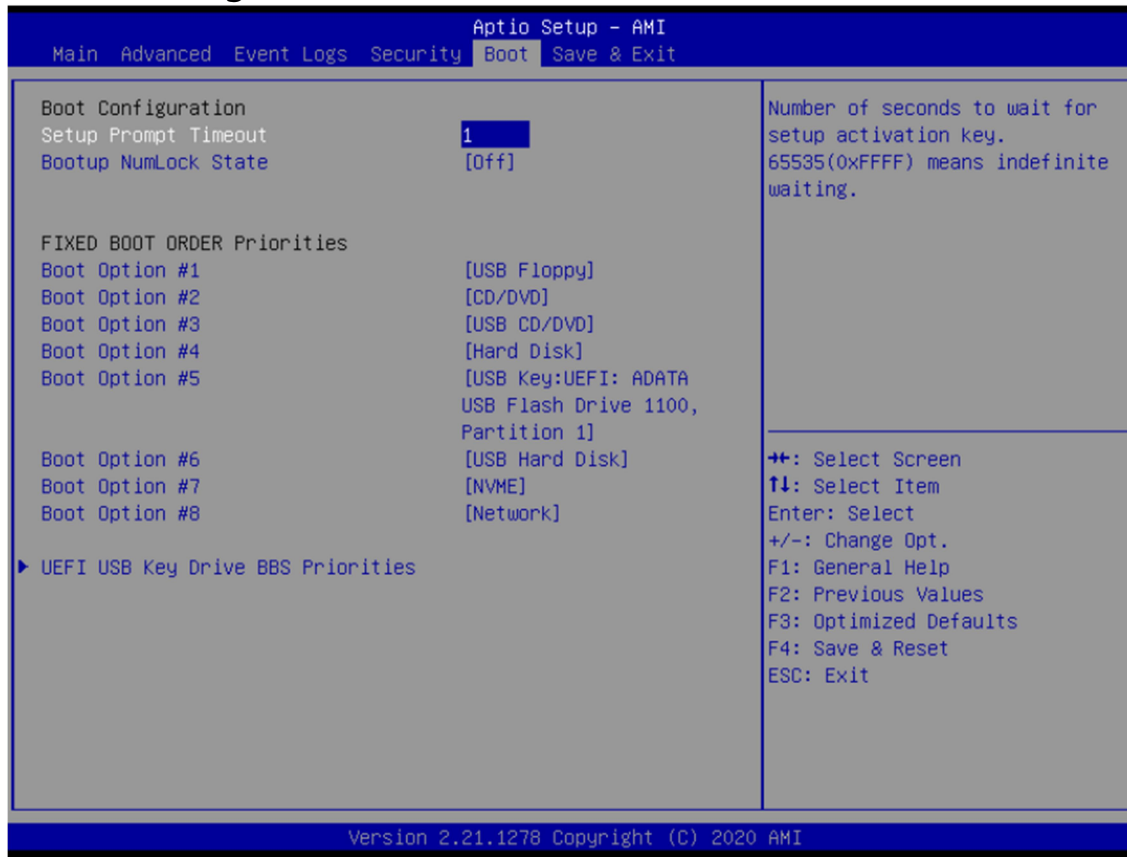 Aptio Setup – AMI
Main Advanced Event Logs Security Boot Save & Exit
Boot Configuration
Setup Prompt Timeout 1
Bootup NumLock State [Off]
FIXED BOOT ORDER Priorities
Boot Option #1 [USB Floppy]
Boot Option #2 [CD/DVD]
Boot Option #3 [USB CD/DVD]
Boot Option #4 [Hard Disk]
Boot Option #5 [USB Key:UEFI: ADATA
USB Flash Drive 1100,
Partition 1]
Boot Option #6 [USB Hard Disk]
Boot Option #7 [NVME]
Boot Option #8 [Network]
UEFI USB Key Drive BBS Priorities
Number of seconds to wait for
setup activation key.
65535(0xFFFF) means indefinite
waiting.
→←: Select Screen
↑↓: Select Item
Enter: Select
+/-: Change Opt.
F1: General Help
F2: Previous Values
F3: Optimized Defaults
F4: Save & Reset
ESC: Exit
Version 2.21.1278 Copyright (C) 2020 AMI